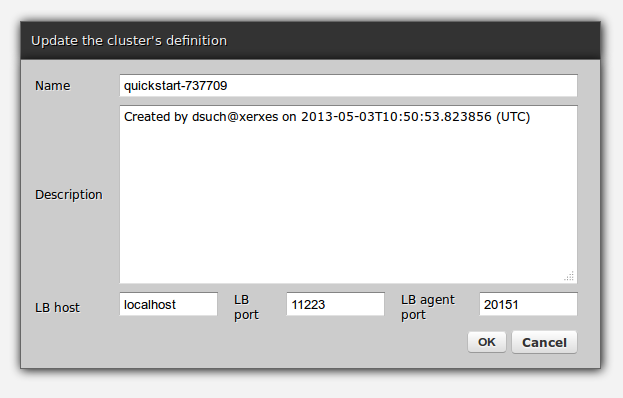 Update the cluster's definition
Name
quickstart-737709
Created by dsuch@xerxes on 2013-05-03T10:50:53.823856 (UTC)
Description
LB host
localhost
LB
port
11223
LB agent
port
20151
OK
Cancel